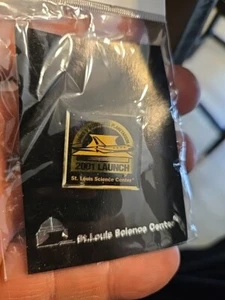 2001 LAUNCH
St. Louis Science Center
St.Louis Science Center